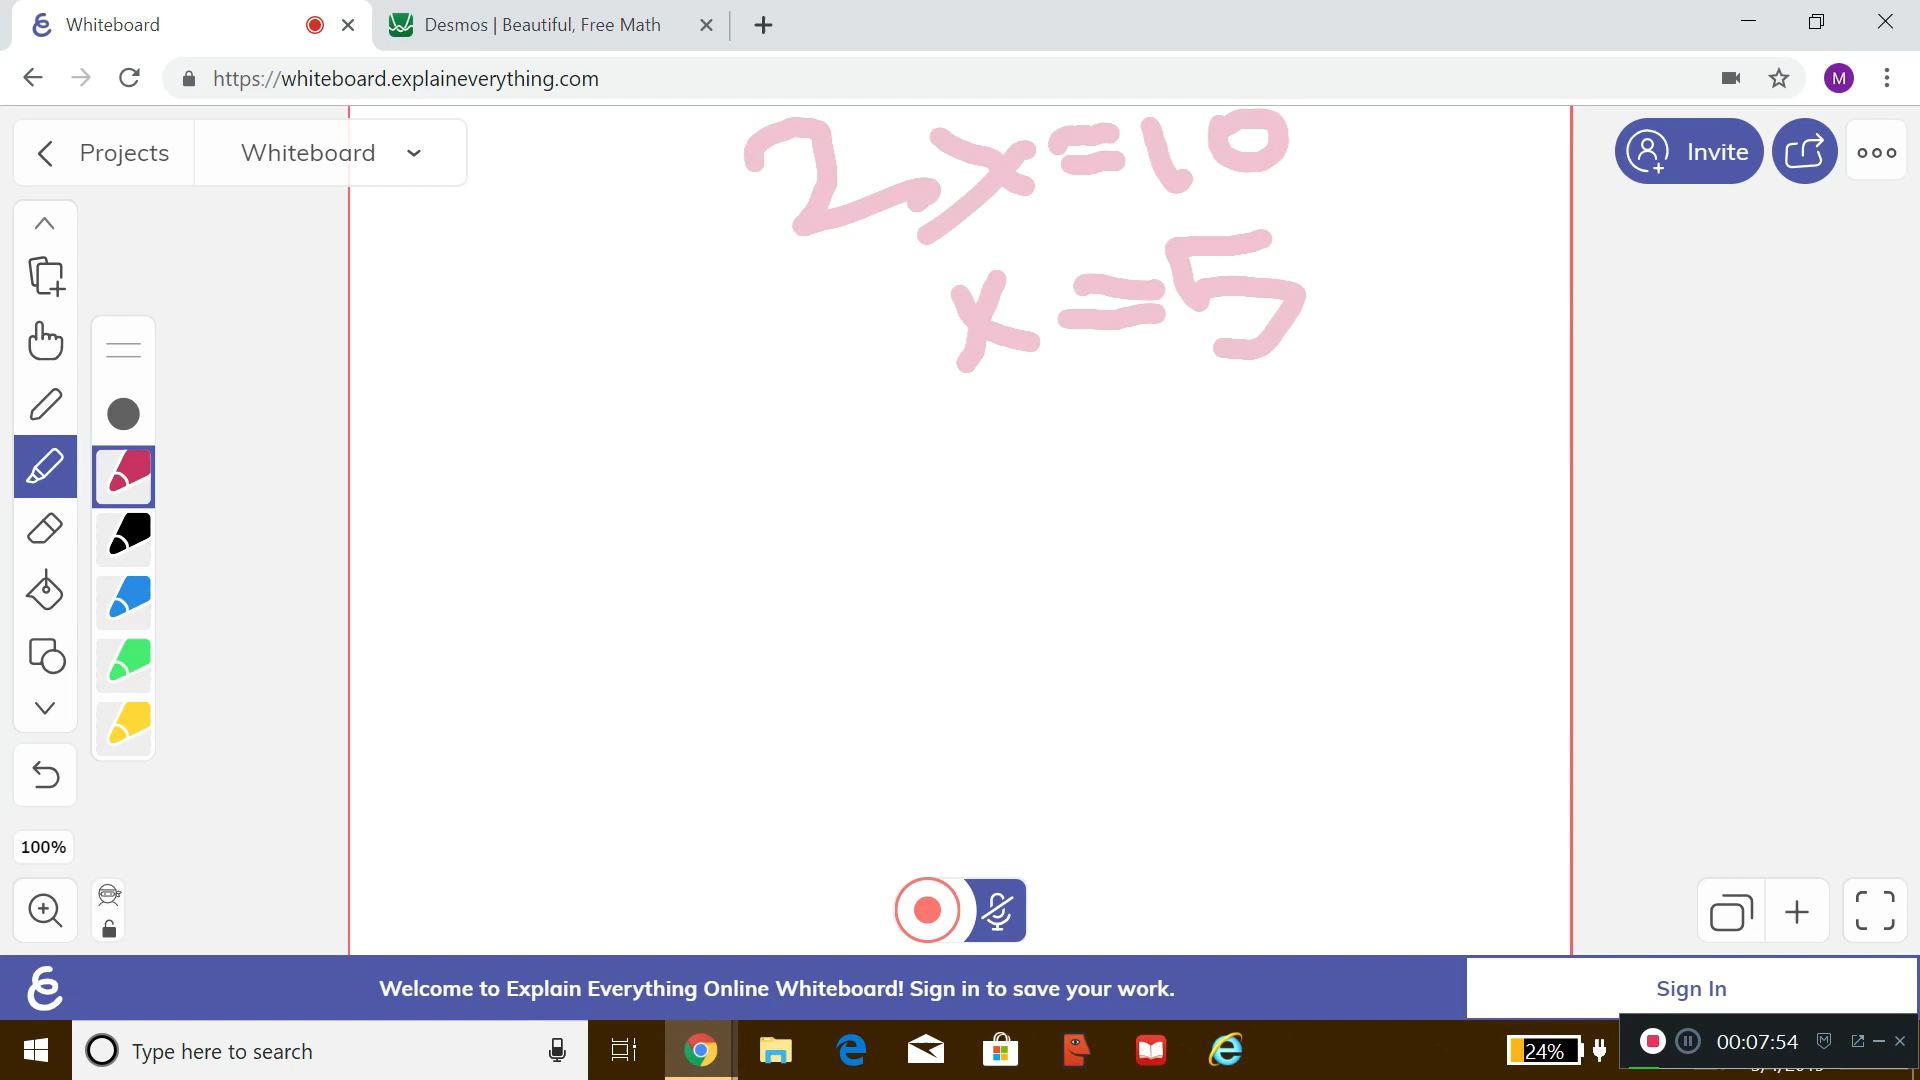 Whiteboard
Desmos | Beautiful, Free Math
https://whiteboard.explaineverything.com
M
Projects
Whiteboard
Invite
2x=10
x=5
100%
Welcome to Explain Everything Online Whiteboard! Sign in to save your work.
Sign In
Type here to search
24%
00:07:54